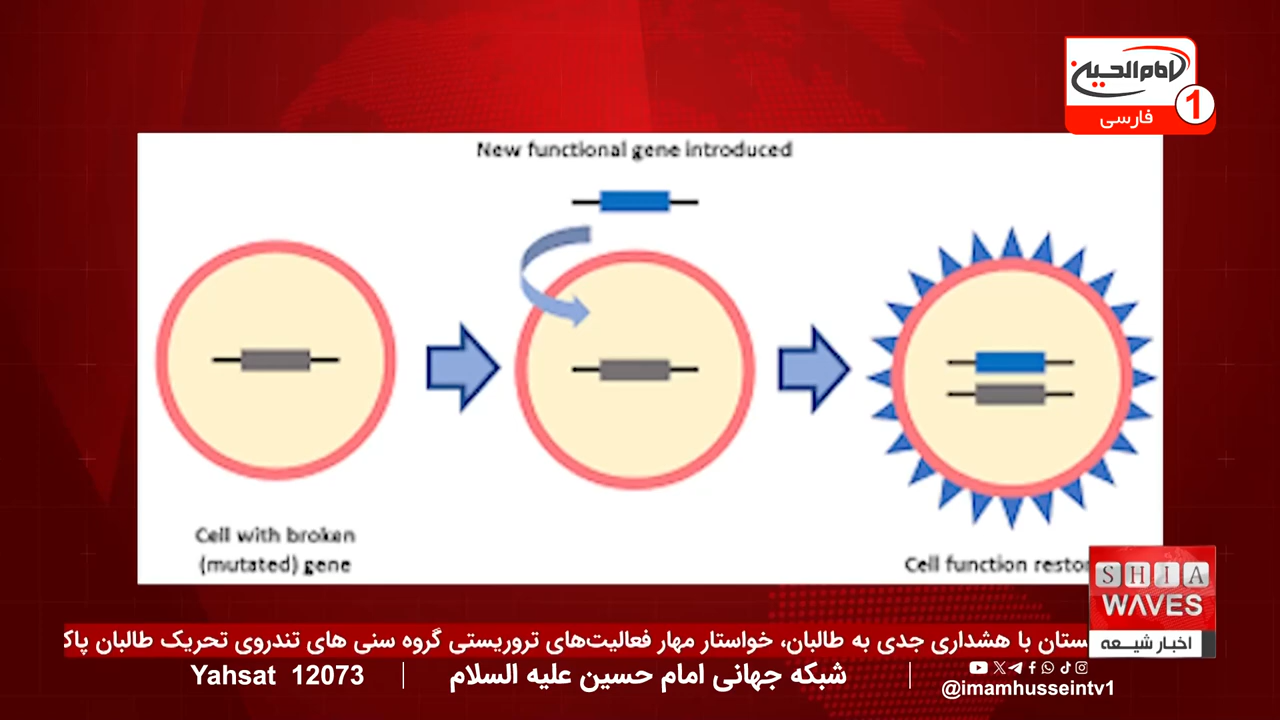 امام الحسین
1
فارسی
New functional gene introduced
Cell with broken
(mutated) gene
Cell function resto
SHIA
WAVES
اخبار شیعـه
ستان با هشداری جدی به طالبان، خواستار مهار فعالیت‌های تروریستی گروه سنی های تندروی تحریک طالبان پاک
شبکه جهانی امام حسین علیه السلام
Yahsat 12073
@imamhusseintv1